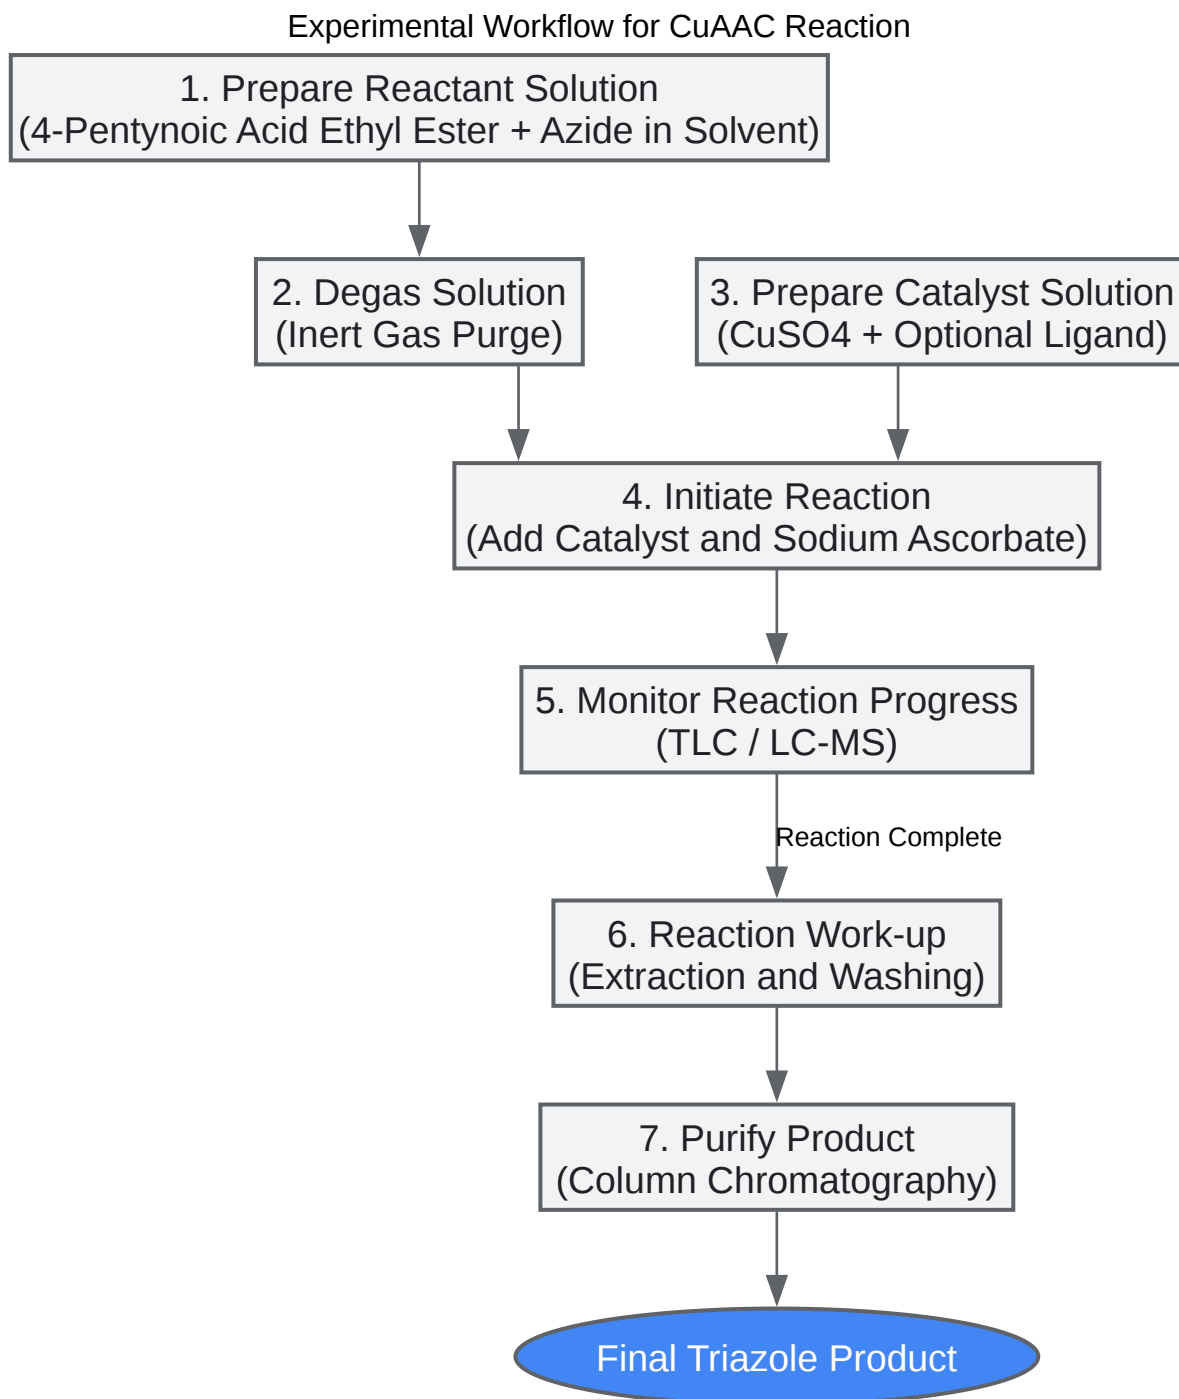 Experimental Workflow for CuAAC Reaction
1. Prepare Reactant Solution
(4-Pentynoic Acid Ethyl Ester + Azide in Solvent)
2. Degas Solution
(Inert Gas Purge)
3. Prepare Catalyst Solution
(CuSO4 + Optional Ligand)
4. Initiate Reaction
(Add Catalyst and Sodium Ascorbate)
5. Monitor Reaction Progress
(TLC / LC-MS)
Reaction Complete
6. Reaction Work-up
(Extraction and Washing)
7. Purify Product
(Column Chromatography)
Final Triazole Product